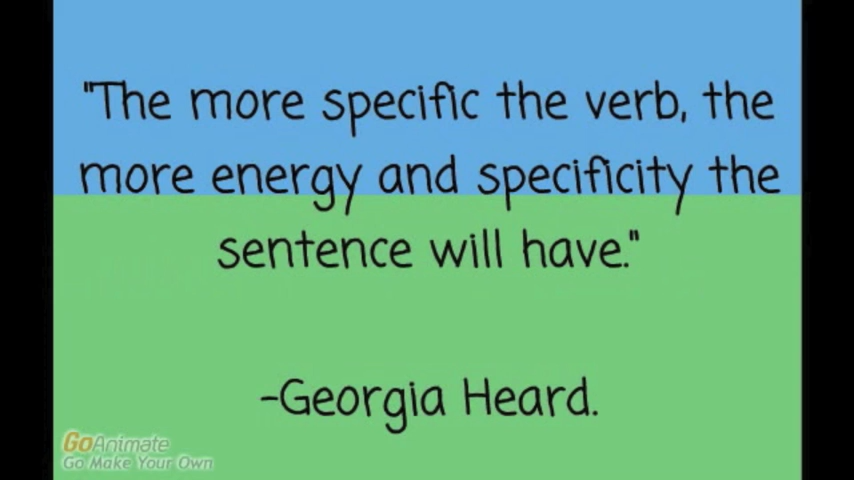 "The more specific the verb, the
more energy and specificity the
sentence will have."
-Georgia Heard.
GoAnimate
Go Make Your Own